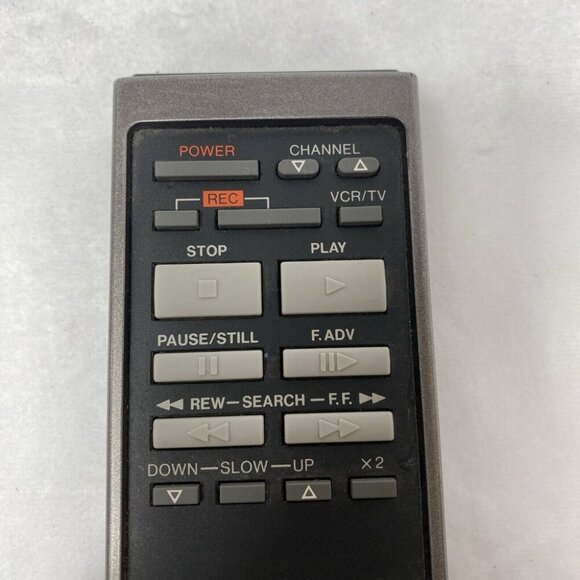 POWER CHANNEL
REC VCR/TV
STOP PLAY
PAUSE/STILL F.ADV
REW—SEARCH—F.F.
DOWN—SLOW—UP ×2